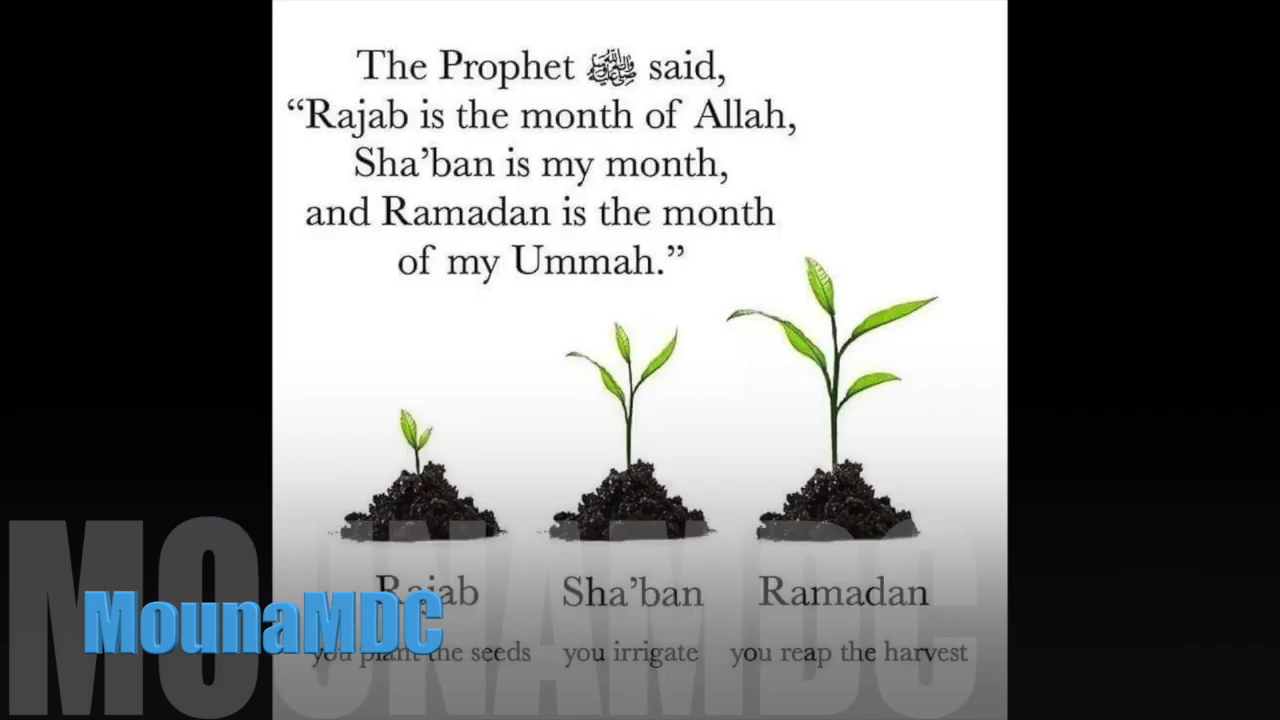 The Prophet ﷺ said,
“Rajab is the month of Allah,
Sha’ban is my month,
and Ramadan is the month
of my Ummah.”
Rajab Sha’ban Ramadan
you plant the seeds you irrigate you reap the harvest
MounaMDC
MOUNAMDC